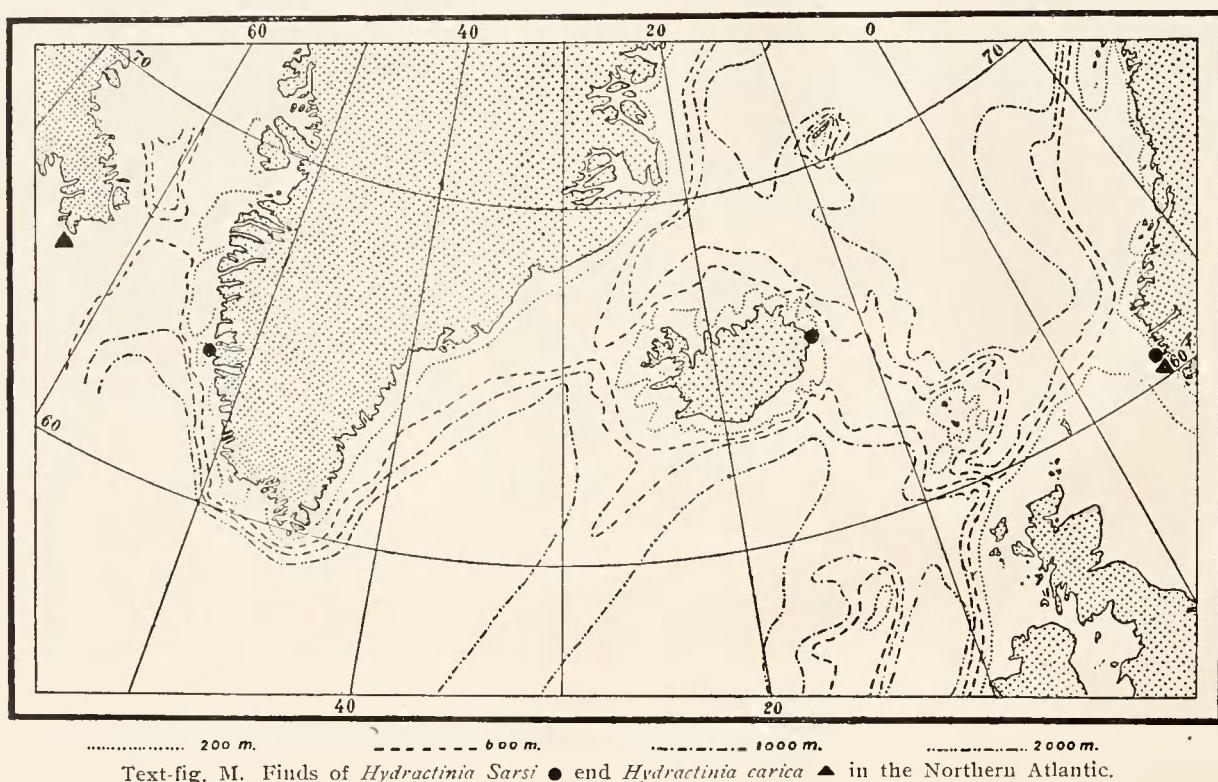 60 40 20 0
70 70
60 60
40 20
200 m. 600 m. 1000 m. 2000 m.
Text-fig. M. Finds of Hydractinia Sarsi ● end Hydractinia carica ▲ in the Northern Atlantic.